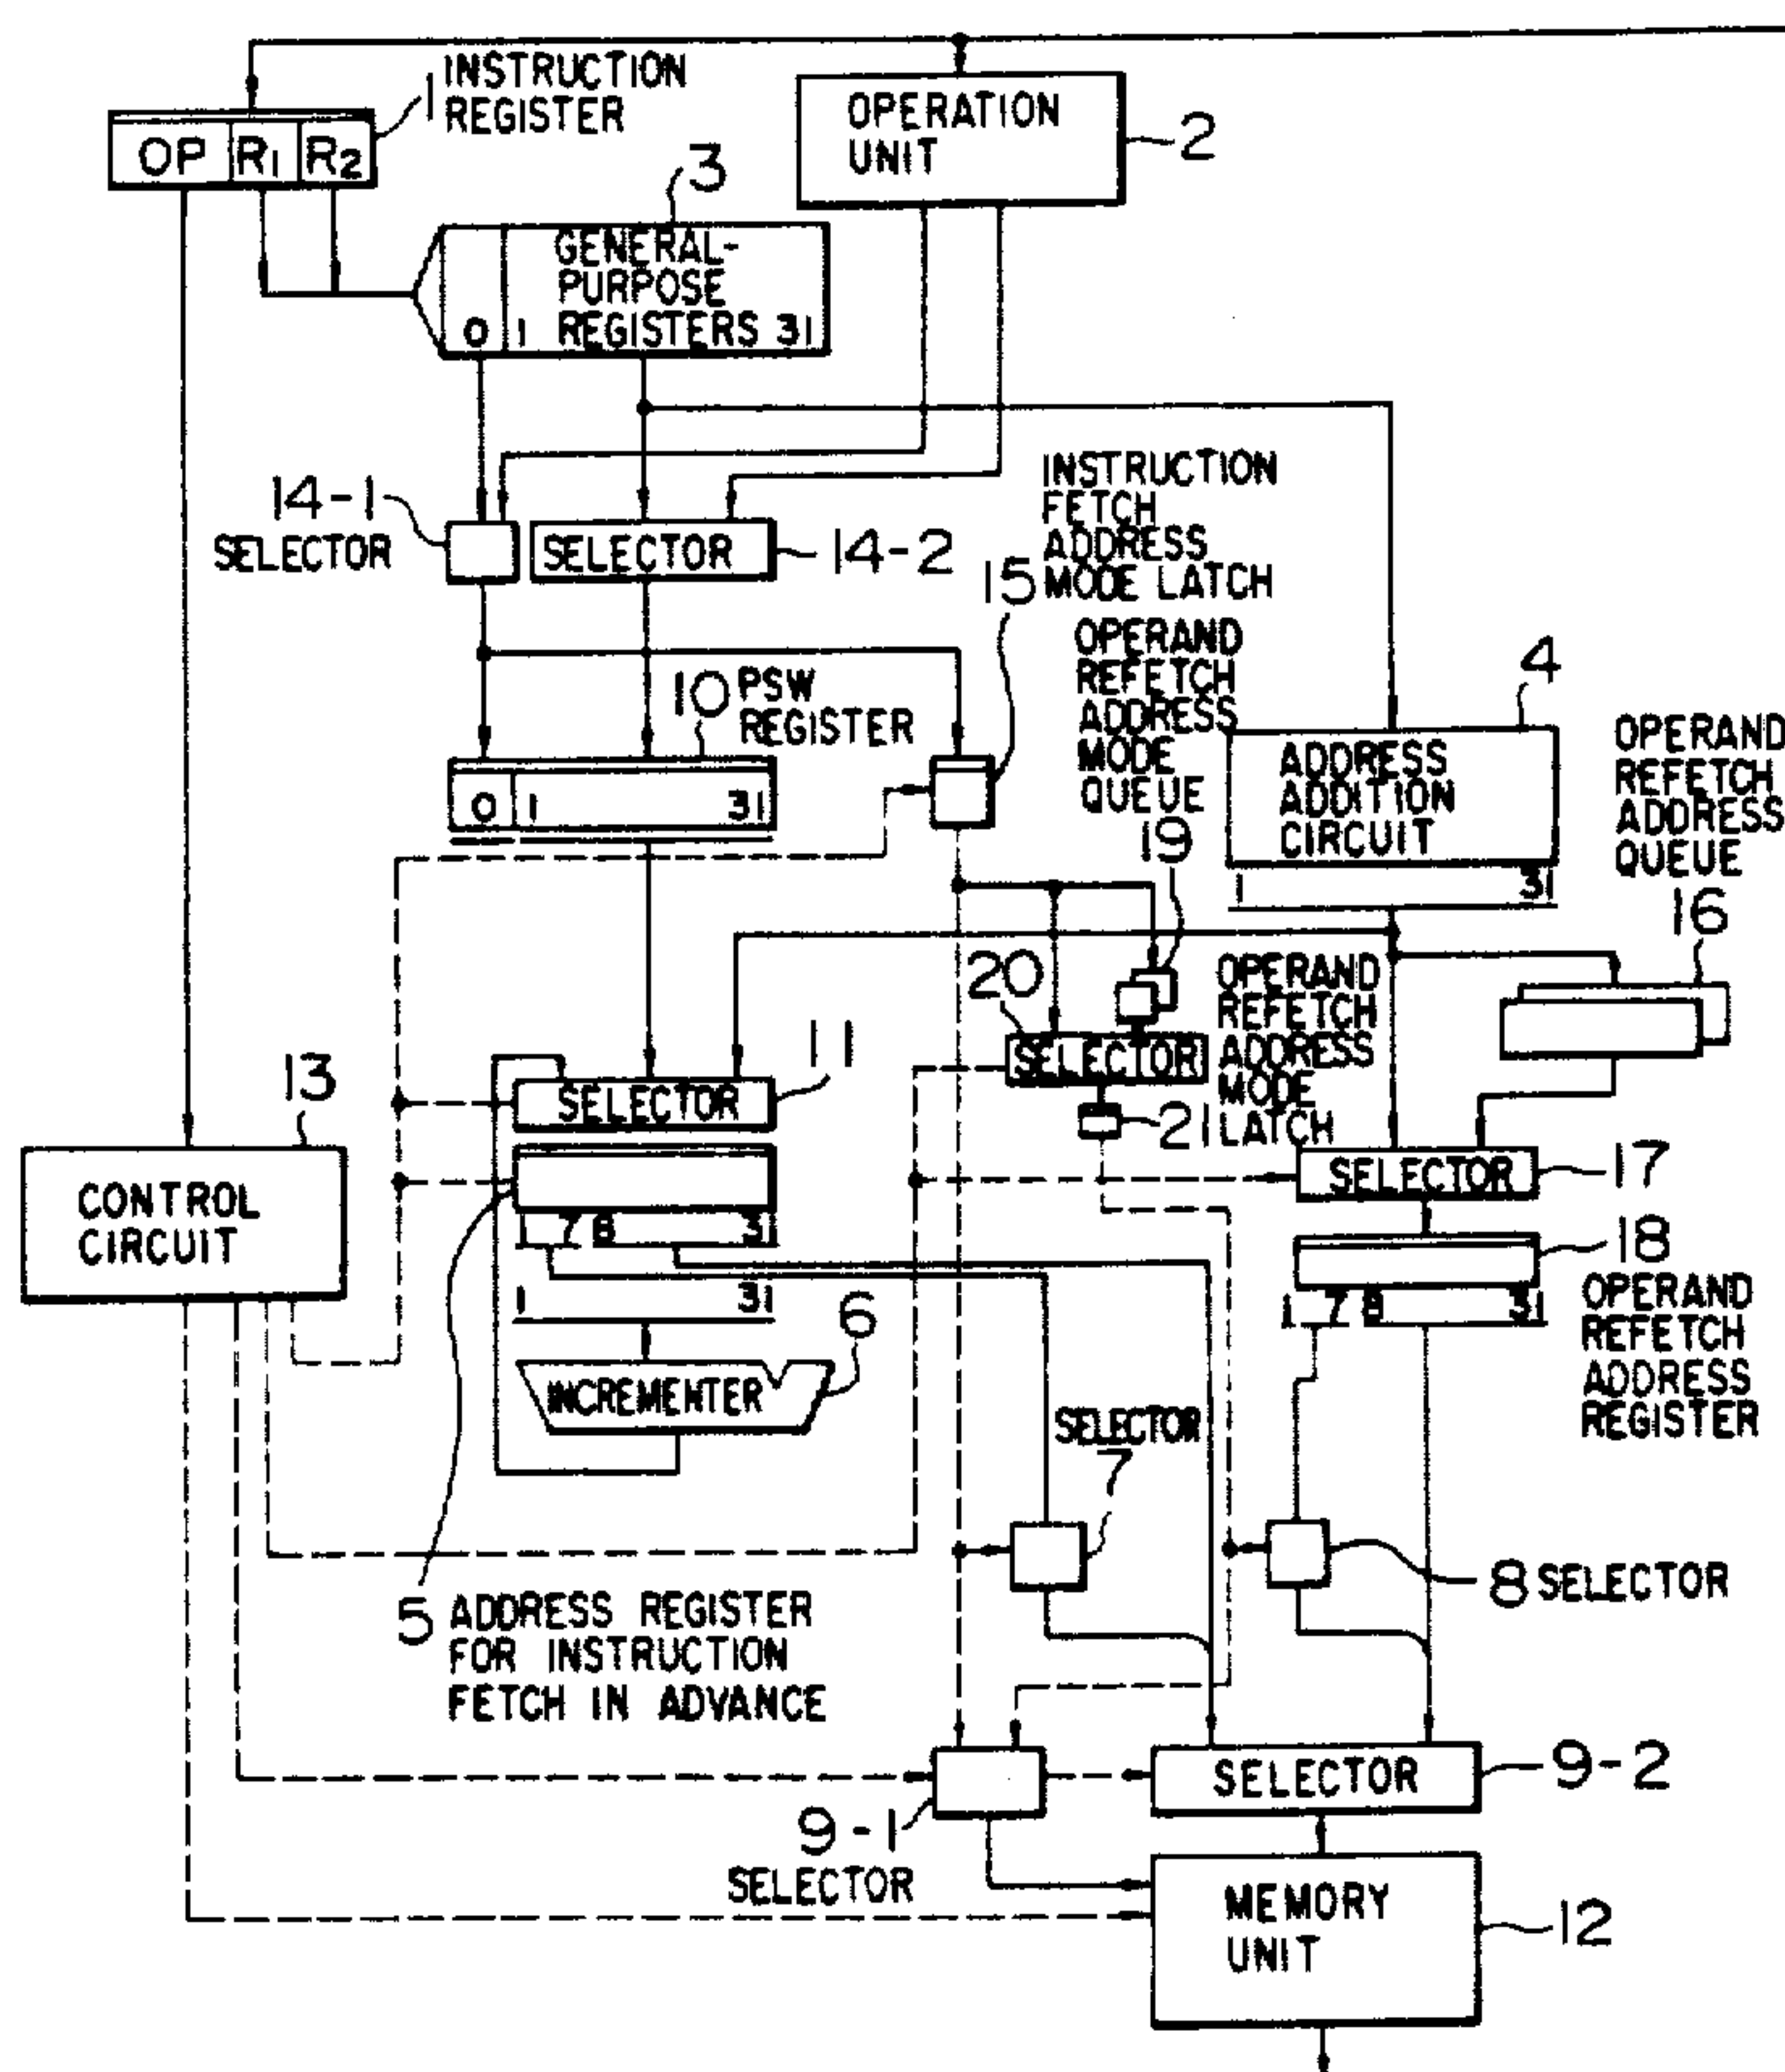 INSTRUCTION
REGISTER
1
OP R1 R2
OPERATION
UNIT
2
3
GENERAL-
PURPOSE
REGISTERS
0 1 31
14-1
SELECTOR
SELECTOR
14-2
INSTRUCTION
FETCH
ADDRESS
MODE LATCH
15
OPERAND
REFETCH
ADDRESS
MODE
QUEUE
19
10 PSW
REGISTER
0 1 31
4
ADDRESS
ADDITION
CIRCUIT
1 31
OPERAND
REFETCH
ADDRESS
QUEUE
16
20
SELECTOR
OPERAND
REFETCH
ADDRESS
MODE
LATCH
21
11
SELECTOR
13
CONTROL
CIRCUIT
SELECTOR
17
1 7 8 31
1 31
18
OPERAND
REFETCH
ADDRESS
REGISTER
1 7 8 31
INCREMENTER
6
SELECTOR
7
8 SELECTOR
5 ADDRESS REGISTER
FOR INSTRUCTION
FETCH IN ADVANCE
9-1
SELECTOR
SELECTOR
9-2
MEMORY
UNIT
12